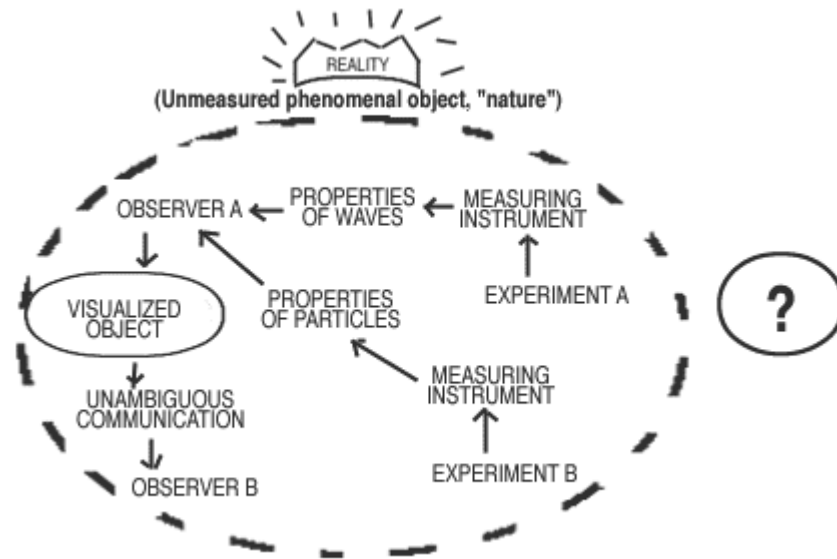 REALITY
(Unmeasured phenomenal object, "nature")
OBSERVER A
PROPERTIES
OF WAVES
MEASURING
INSTRUMENT
EXPERIMENT A
VISUALIZED
OBJECT
PROPERTIES
OF PARTICLES
?
MEASURING
INSTRUMENT
UNAMBIGUOUS
COMMUNICATION
EXPERIMENT B
OBSERVER B